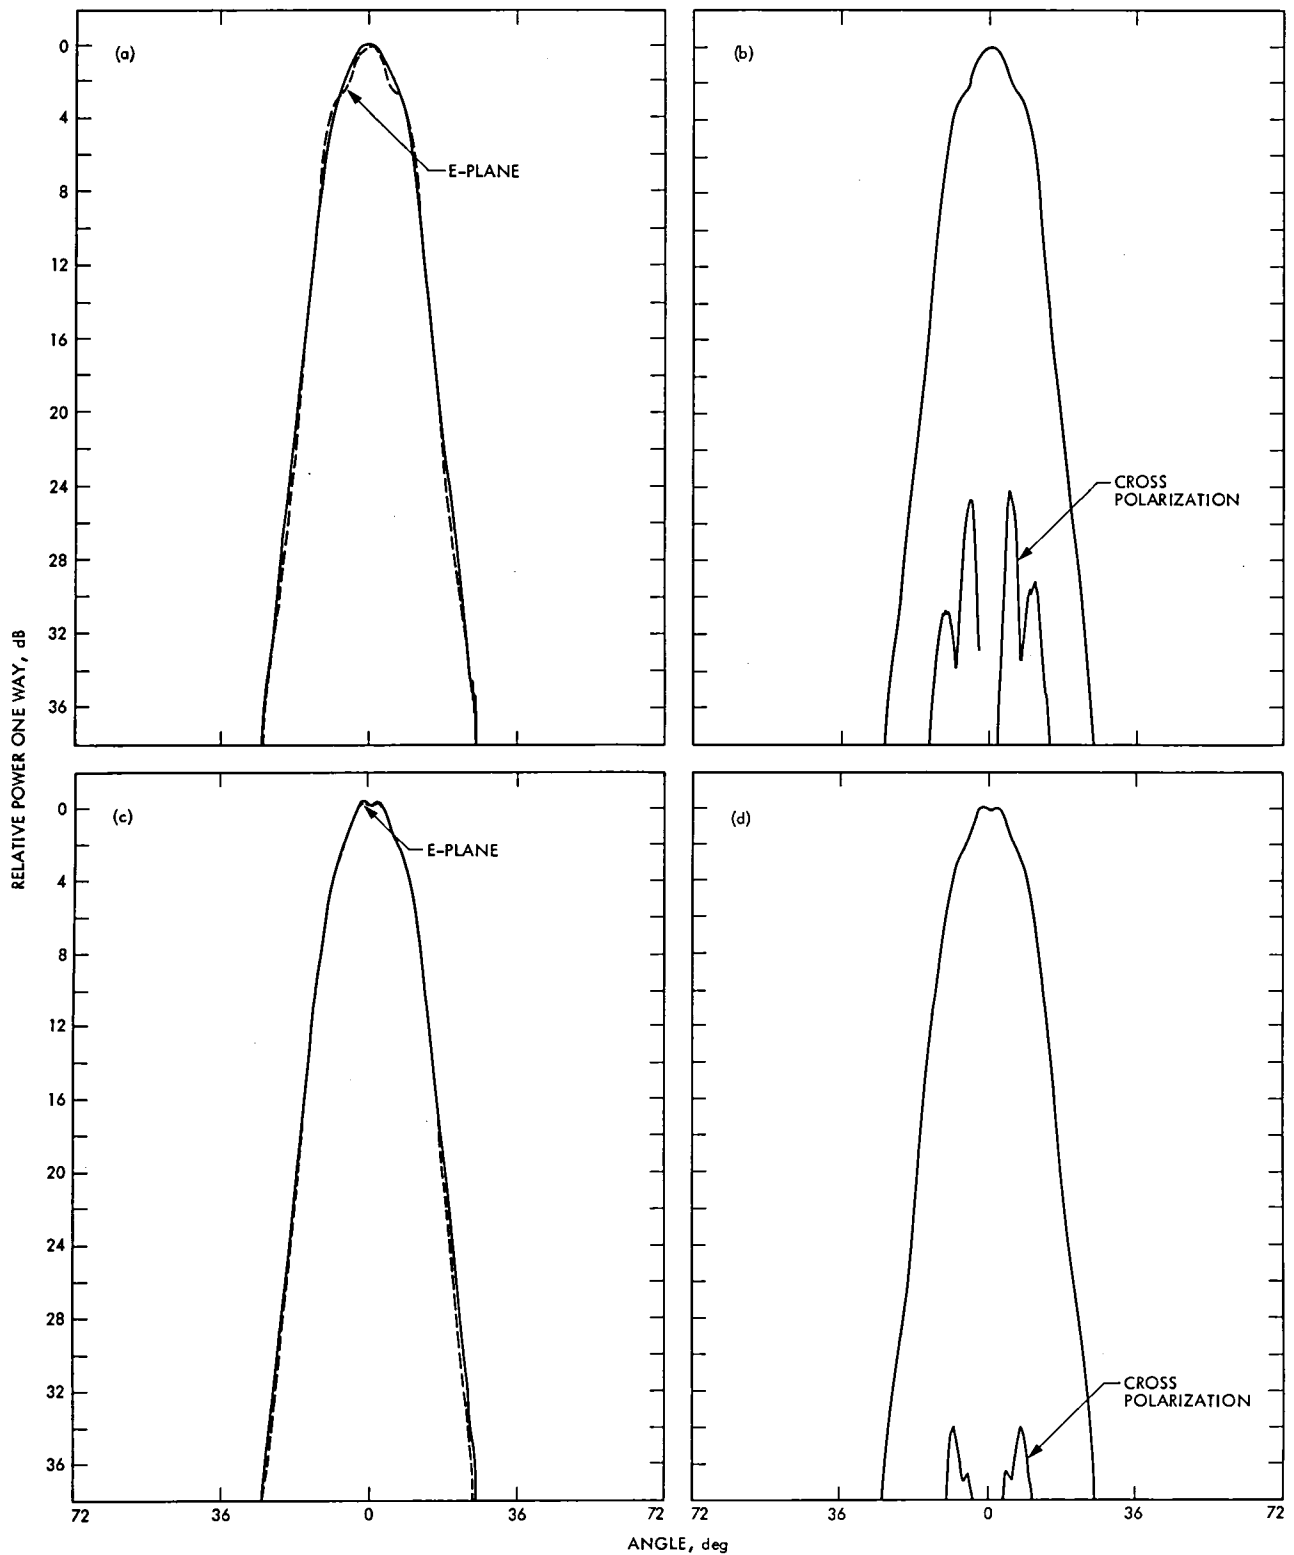 (a)
(b)
0
4
8
12
16
20
24
28
32
36
E-PLANE
CROSS
POLARIZATION
RELATIVE POWER ONE WAY, dB
(c)
(d)
0
4
8
12
16
20
24
28
32
36
E-PLANE
CROSS
POLARIZATION
72 36 0 36 72
72 36 0 36 72
ANGLE, deg